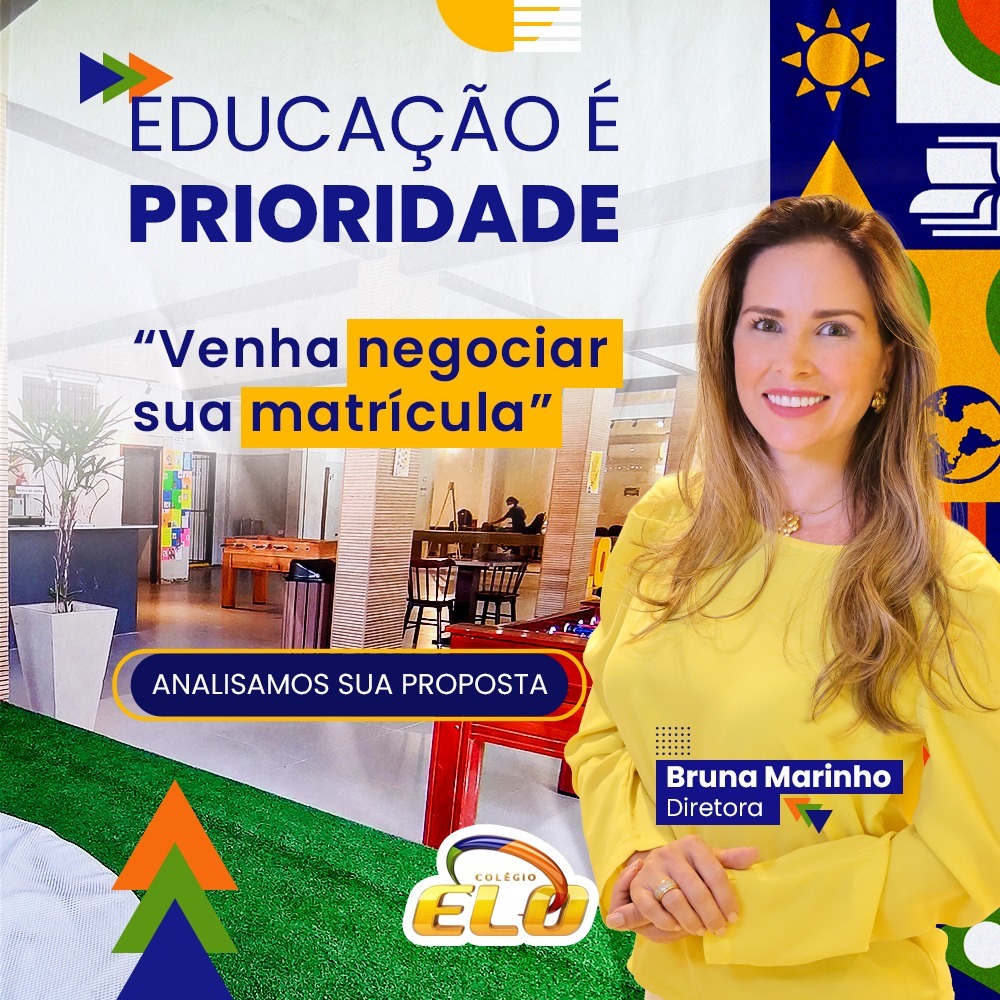 EDUCAÇÃO É
PRIORIDADE
“Venha negociar
sua matrícula”
ANALISAMOS SUA PROPOSTA
Bruna Marinho
Diretora
COLÉGIO
ELO